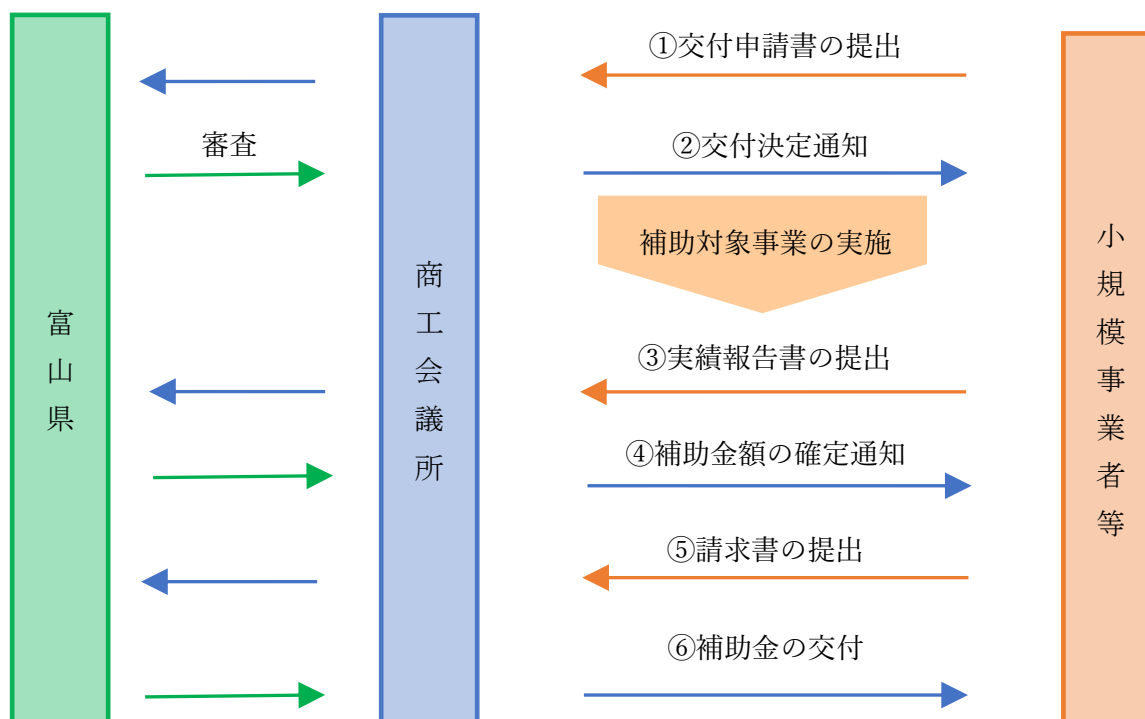 ①交付申請書の提出
審査
②交付決定通知
補助対象事業の実施
富山県
商工会議所
小規模事業者等
③実績報告書の提出
④補助金額の確定通知
⑤請求書の提出
⑥補助金の交付